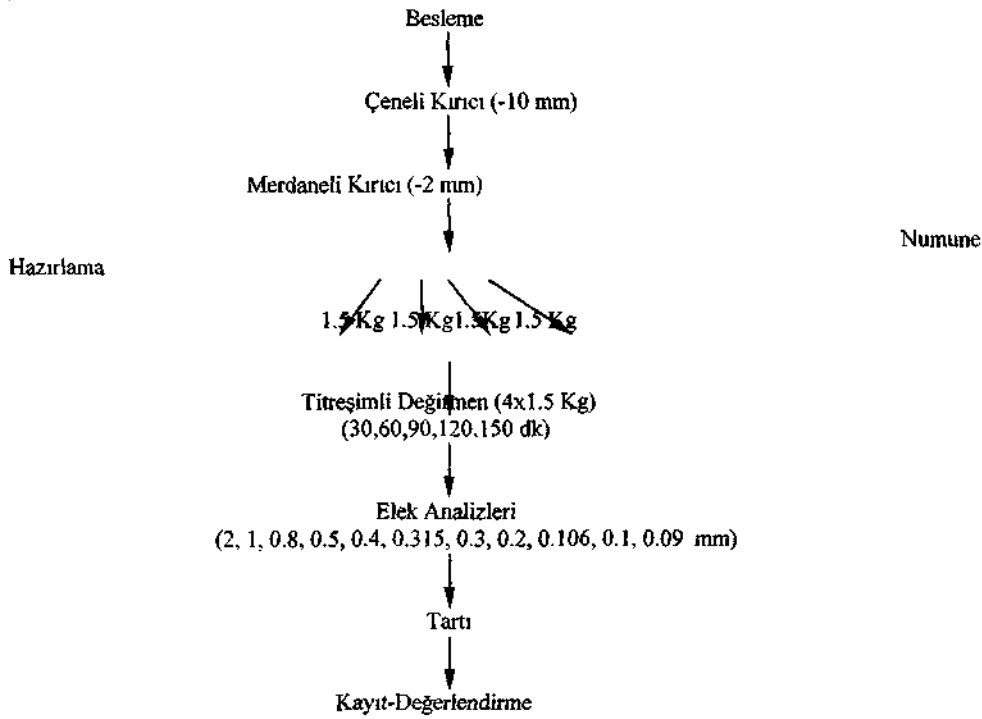 Besleme
Çeneli Kırıcı (-10 mm)
Merdaneli Kırıcı (-2 mm)
Numune
Hazırlama
1.5 Kg 1.5 Kg 1.5 Kg 1.5 Kg
Titreşimli Değirmen (4x1.5 Kg)
(30,60,90,120,150 dk)
Elek Analizleri
(2, 1, 0.8, 0.5, 0.4, 0.315, 0.3, 0.2, 0.106, 0.1, 0.09 mm)
Tartı
Kayıt-Değerlendirme